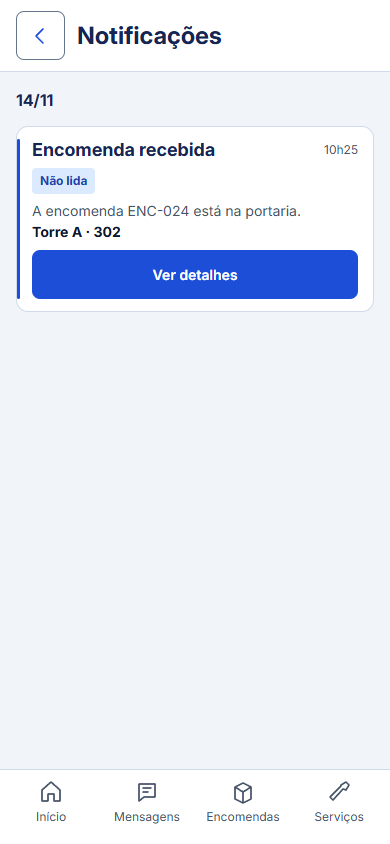 Notificações
14/11
Encomenda recebida
10h25
Não lida
A encomenda ENC-024 está na portaria.
Torre A · 302
Ver detalhes
Início
Mensagens
Encomendas
Serviços